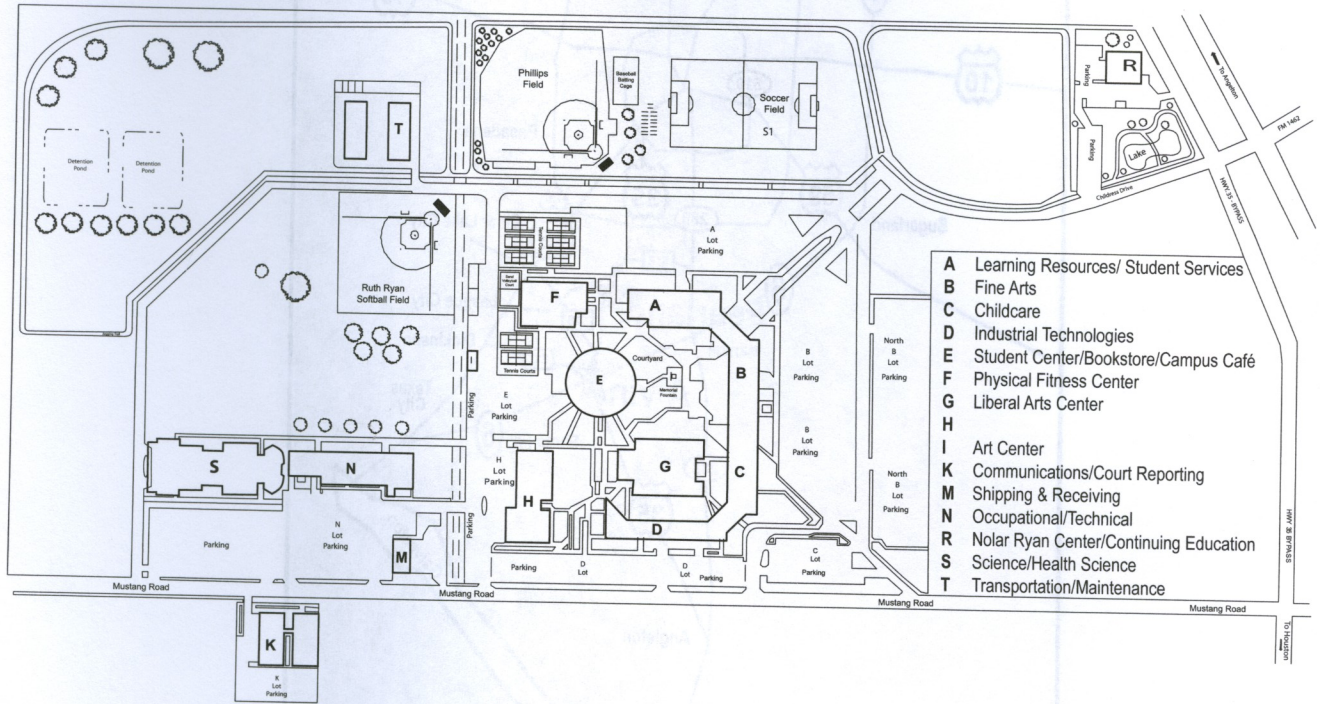 Phillips
Field
Baseball
Batting
Cage
Soccer
Field
S1
Parking
R
To Angelton
FM 1462
T
Detention
Pond
Detention
Pond
Parking
Lake
Childress Drive
HWY 35 - BYPASS
Tennis Courts
A
Lot
Parking
Ruth Ryan
Softball Field
Sand
Volleyball
Court
F
A
I
Tennis Courts
Courtyard
Memorial
Fountain
E
B
B
Lot
Parking
North
B
Lot
Parking
Parking
E
Lot
Parking
B
Lot
Parking
S
N
H
Lot
Parking
G
C
H
North
B
Lot
Parking
D
Parking
N
Lot
Parking
M
Parking
Parking
D
Lot
D
Lot
Parking
C
Lot
Parking
A Learning Resources/ Student Services
B Fine Arts
C Childcare
D Industrial Technologies
E Student Center/Bookstore/Campus Café
F Physical Fitness Center
G Liberal Arts Center
H
I Art Center
K Communications/Court Reporting
M Shipping & Receiving
N Occupational/Technical
R Nolar Ryan Center/Continuing Education
S Science/Health Science
T Transportation/Maintenance
HWY 35 BYPASS
Mustang Road
Mustang Road
Mustang Road
Mustang Road
To Houston
K
K
Lot
Parking